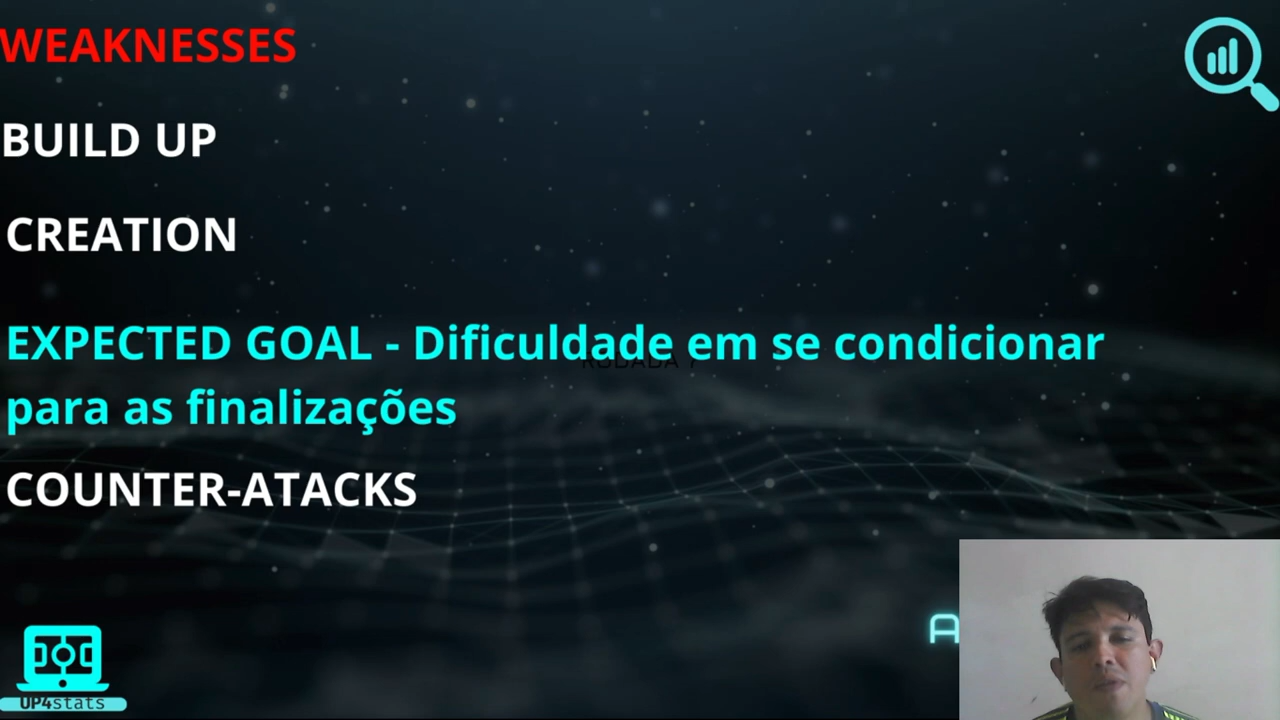 WEAKNESSES
BUILD UP
CREATION
EXPECTED GOAL - Dificuldade em se condicionar
para as finalizações
COUNTER-ATACKS
A
UP4stats